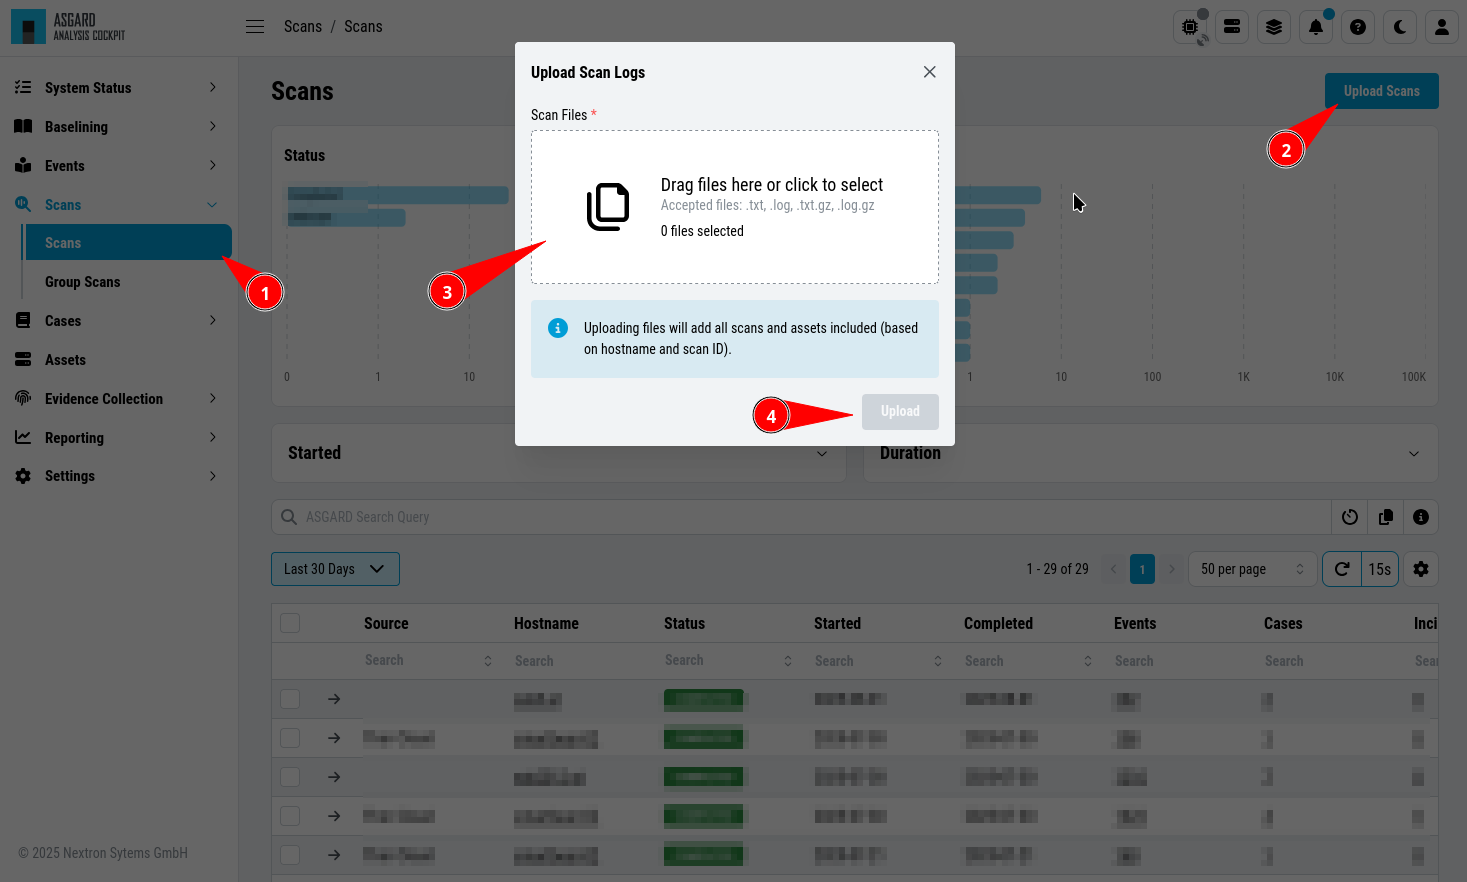 ASGARD
ANALYSIS COCKPIT
Scans / Scans
System Status
Baselining
Events
Scans
Scans
Group Scans
Cases
Assets
Evidence Collection
Reporting
Settings
© 2025 Nextron Sytems GmbH
1
Scans
Upload Scans
2
Status
0 1 10
1 10 100 1K 10K 100K
Upload Scan Logs
Scan Files *
Drag files here or click to select
Accepted files: .txt, .log, .txt.gz, .log.gz
0 files selected
3
Uploading files will add all scans and assets included (based
on hostname and scan ID).
4
Upload
Started
Duration
ASGARD Search Query
Last 30 Days
1 - 29 of 29
1
50 per page
15s
Source Hostname Status Started Completed Events Cases Inci
Search Search Search Search Search Search Search Sear